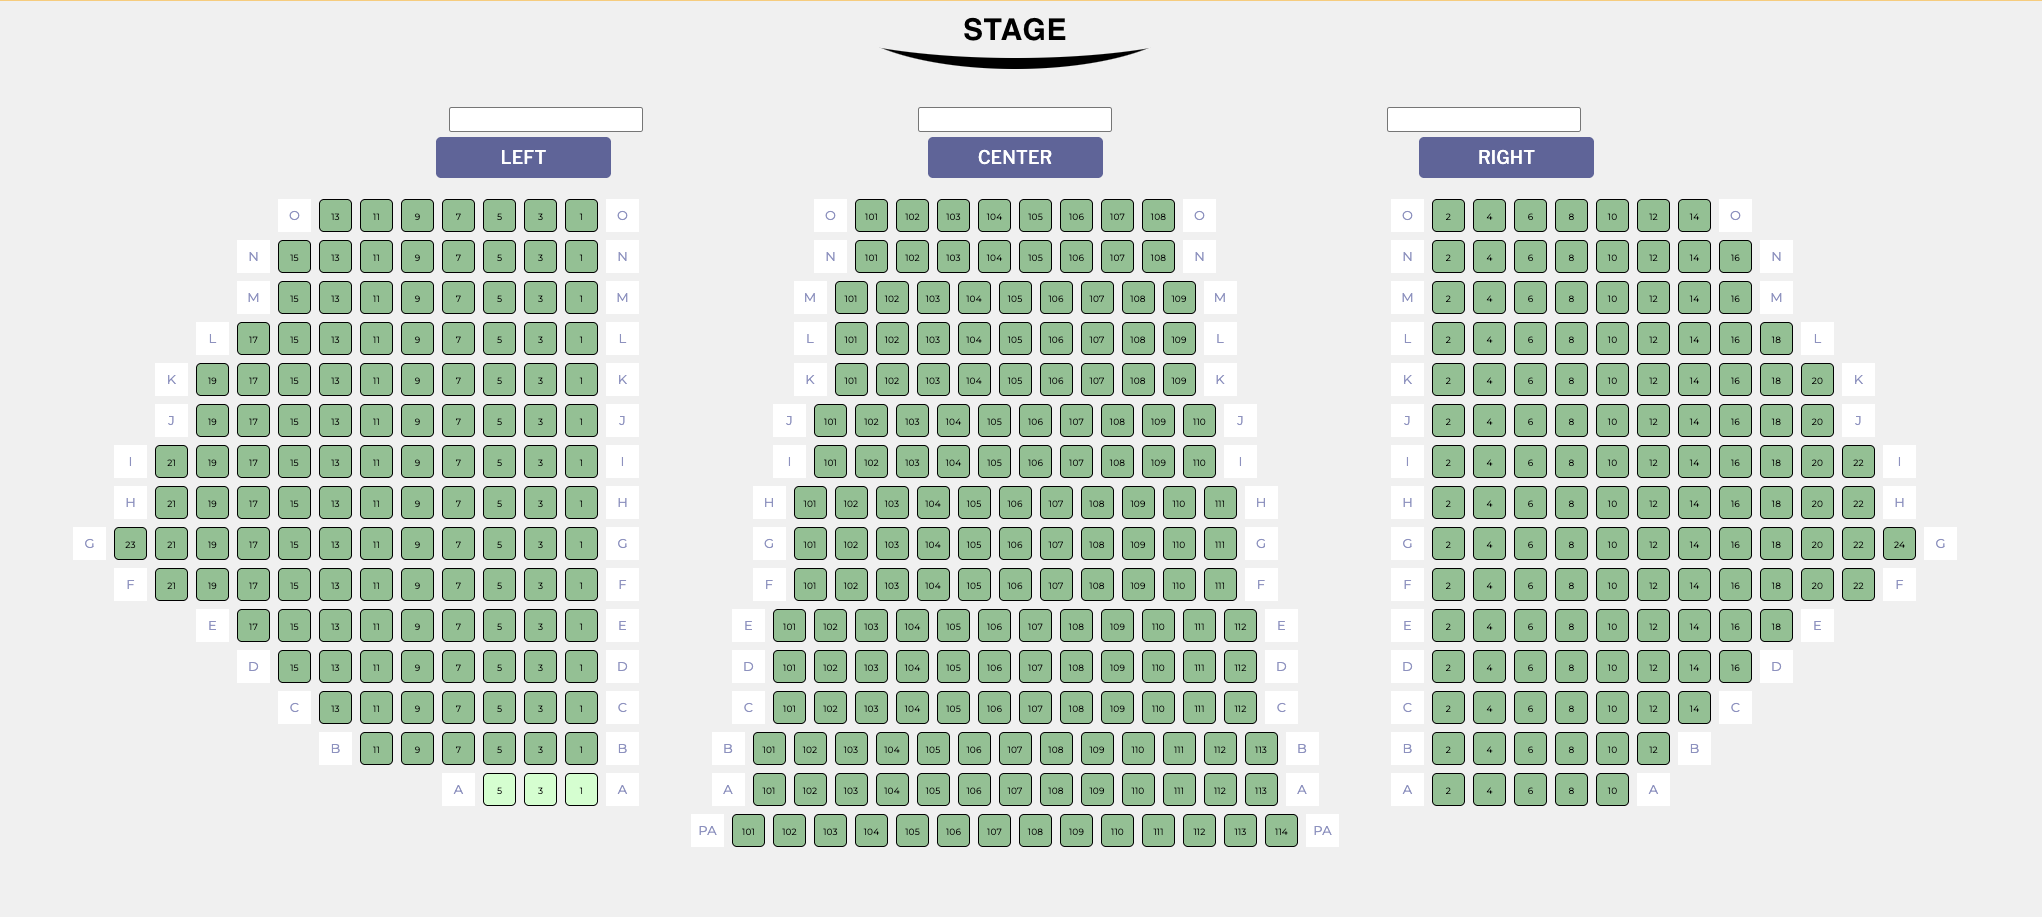 STAGE
LEFT CENTER RIGHT
O 13 11 9 7 5 3 1 O O 101 102 103 104 105 106 107 108 O O 2 4 6 8 10 12 14 O
N 15 13 11 9 7 5 3 1 N N 101 102 103 104 105 106 107 108 N N 2 4 6 8 10 12 14 16 N
M 15 13 11 9 7 5 3 1 M M 101 102 103 104 105 106 107 108 109 M M 2 4 6 8 10 12 14 16 M
L 17 15 13 11 9 7 5 3 1 L L 101 102 103 104 105 106 107 108 109 L L 2 4 6 8 10 12 14 16 18 L
K 19 17 15 13 11 9 7 5 3 1 K K 101 102 103 104 105 106 107 108 109 K K 2 4 6 8 10 12 14 16 18 20 K
J 19 17 15 13 11 9 7 5 3 1 J J 101 102 103 104 105 106 107 108 109 110 J J 2 4 6 8 10 12 14 16 18 20 J
I 21 19 17 15 13 11 9 7 5 3 1 I I 101 102 103 104 105 106 107 108 109 110 I I 2 4 6 8 10 12 14 16 18 20 22 I
H 21 19 17 15 13 11 9 7 5 3 1 H H 101 102 103 104 105 106 107 108 109 110 111 H H 2 4 6 8 10 12 14 16 18 20 22 H
G 23 21 19 17 15 13 11 9 7 5 3 1 G G 101 102 103 104 105 106 107 108 109 110 111 G G 2 4 6 8 10 12 14 16 18 20 22 24 G
F 21 19 17 15 13 11 9 7 5 3 1 F F 101 102 103 104 105 106 107 108 109 110 111 F F 2 4 6 8 10 12 14 16 18 20 22 F
E 17 15 13 11 9 7 5 3 1 E E 101 102 103 104 105 106 107 108 109 110 111 112 E E 2 4 6 8 10 12 14 16 18 E
D 15 13 11 9 7 5 3 1 D D 101 102 103 104 105 106 107 108 109 110 111 112 D D 2 4 6 8 10 12 14 16 D
C 13 11 9 7 5 3 1 C C 101 102 103 104 105 106 107 108 109 110 111 112 C C 2 4 6 8 10 12 14 C
B 11 9 7 5 3 1 B B 101 102 103 104 105 106 107 108 109 110 111 112 113 B B 2 4 6 8 10 12 B
A 5 3 1 A A 101 102 103 104 105 106 107 108 109 110 111 112 113 A A 2 4 6 8 10 A
PA 101 102 103 104 105 106 107 108 109 110 111 112 113 114 PA